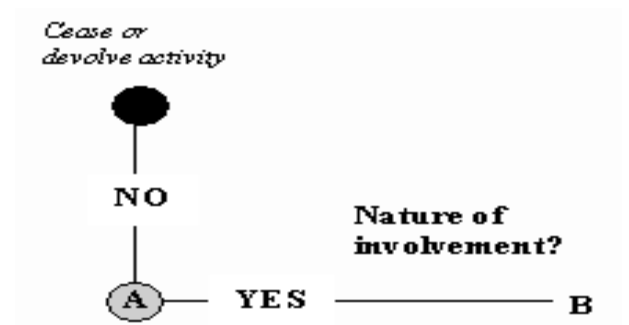 Cease or
devolve activity
NO
Nature of
involvement?
A
YES
B